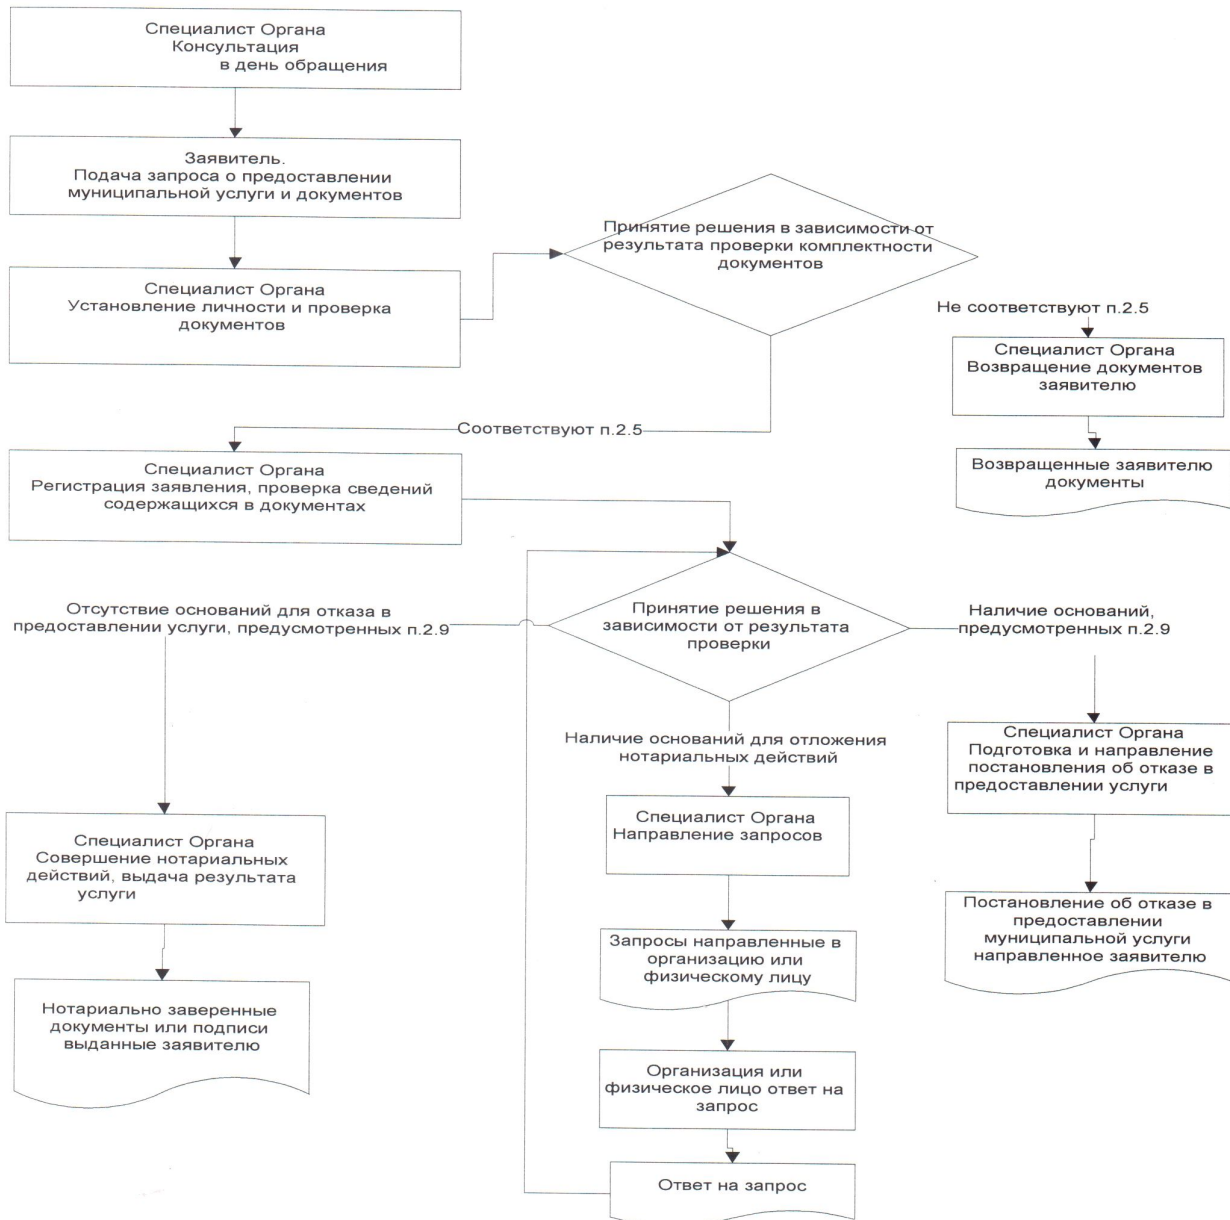 Специалист Органа
Консультация
в день обращения
Заявитель.
Подача запроса о предоставлении
муниципальной услуги и документов
Специалист Органа
Установление личности и проверка
документов
Принятие решения в зависимости от
результата проверки комплектности
документов
Не соответствуют п.2.5
Специалист Органа
Возвращение документов
заявителю
Возвращенные заявителю
документы
Соответствуют п.2.5
Специалист Органа
Регистрация заявления, проверка сведений
содержащихся в документах
Принятие решения в
зависимости от результата
проверки
Отсутствие оснований для отказа в
предоставлении услуги, предусмотренных п.2.9
Наличие оснований,
предусмотренных п.2.9
Наличие оснований для отложения
нотариальных действий
Специалист Органа
Совершение нотариальных
действий, выдача результата
услуги
Нотариально заверенные
документы или подписи
выданные заявителю
Специалист Органа
Направление запросов
Запросы направленные в
организацию или
физическому лицу
Организация или
физическое лицо ответ на
запрос
Ответ на запрос
Специалист Органа
Подготовка и направление
постановления об отказе в
предоставлении услуги
Постановление об отказе в
предоставлении
муниципальной услуги
направленное заявителю